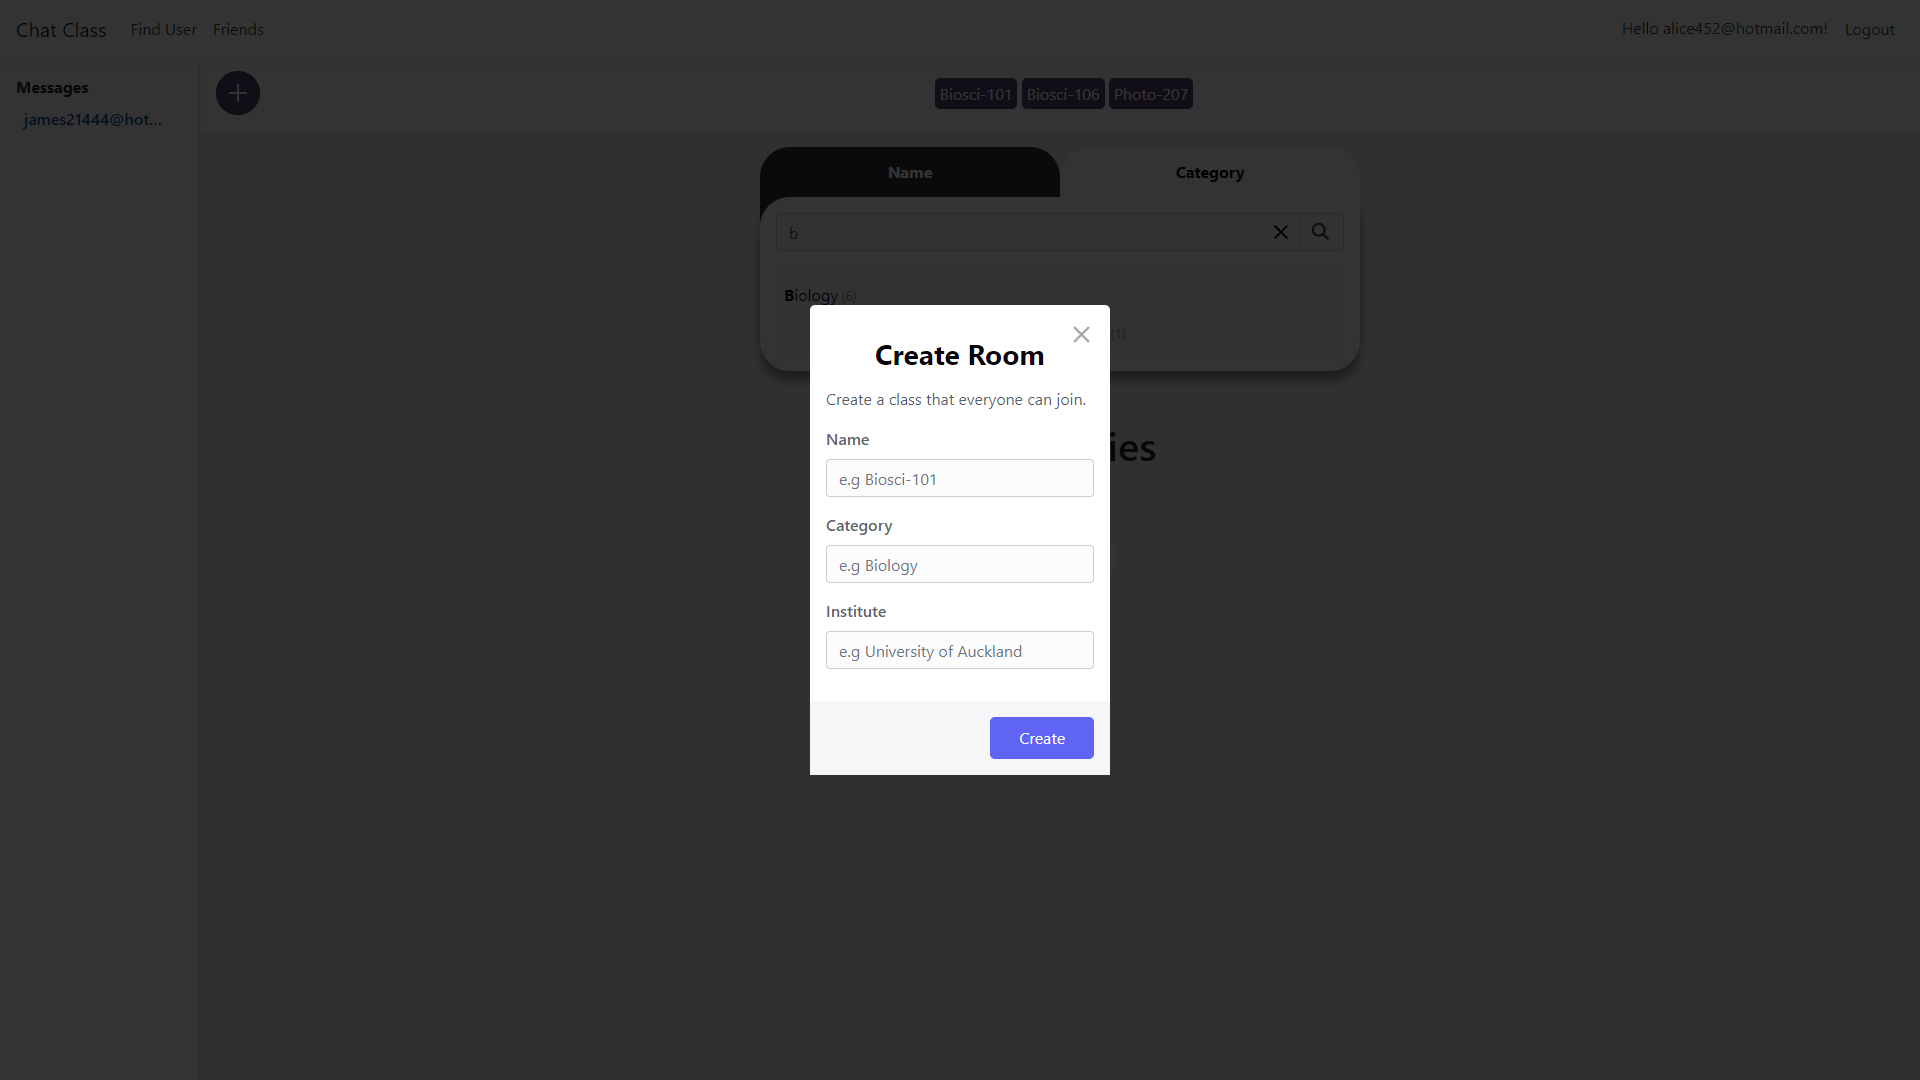 Chat Class Find User Friends Hello alice452@hotmail.com! Logout
Messages
james21444@hot...
Biosci-101 Biosci-106 Photo-207
Name Category
b
Biology (6)
(1)
Create Room
Create a class that everyone can join.
Name
e.g Biosci-101
Category
e.g Biology
Institute
e.g University of Auckland
Create